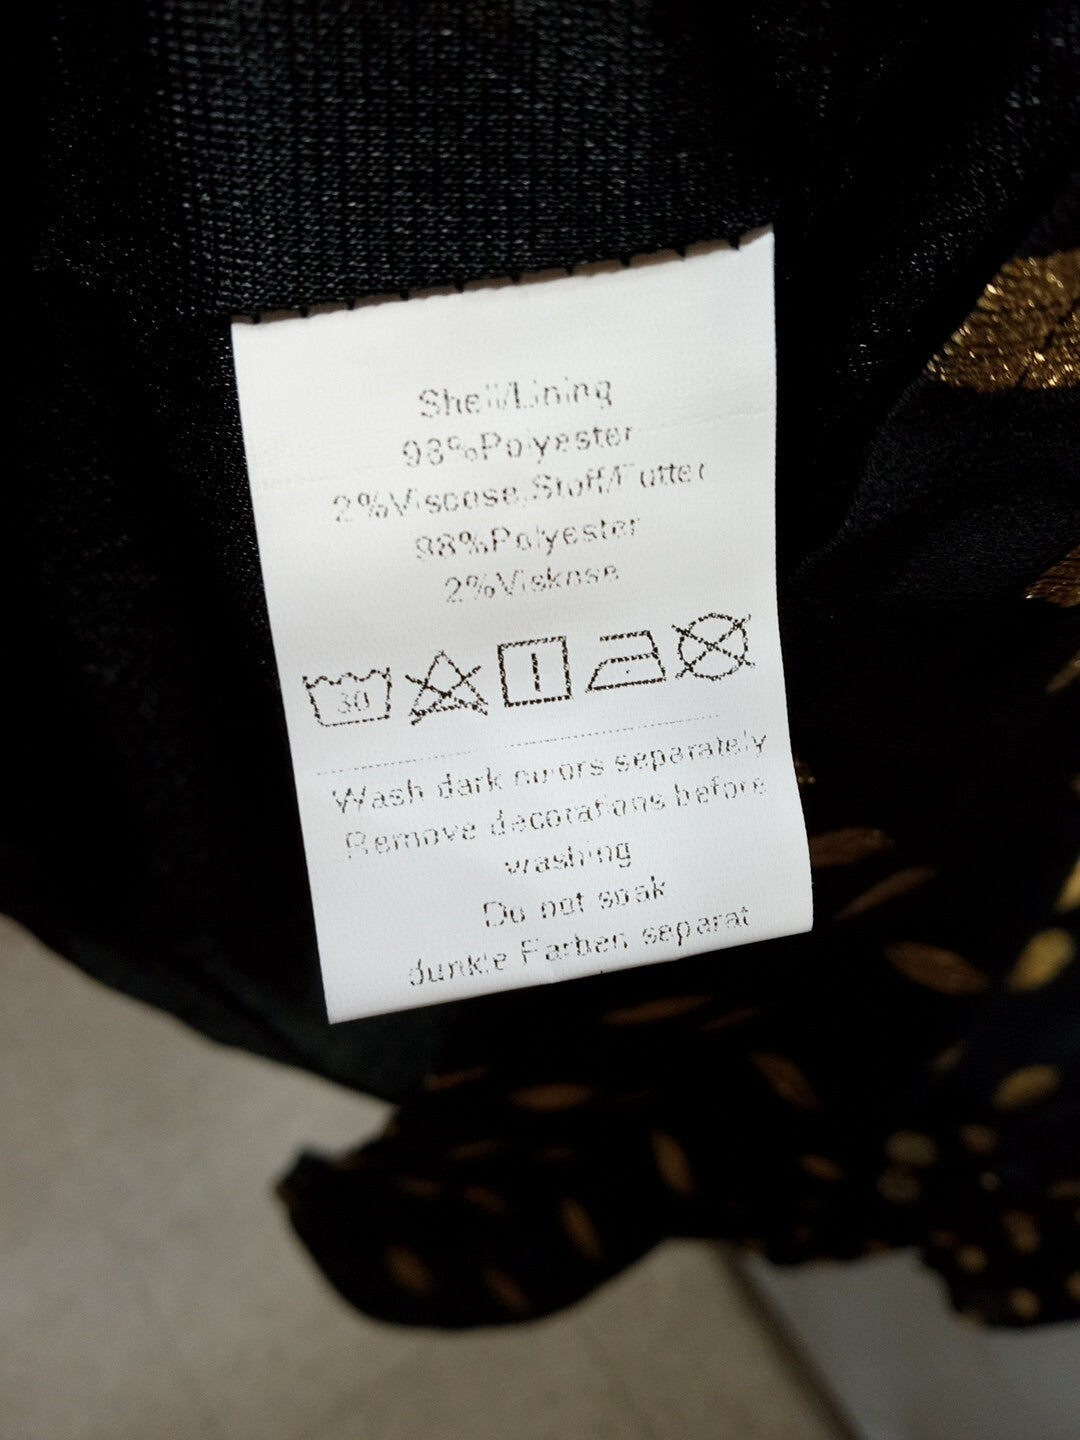 Shell/Lining
98%Polyester
2%Viscose,Stoff/Futter
98%Polyester
2%Viskose
30
Wash dark colors separately
Remove decorations before
washing
Do not soak
dunkle Farben separat